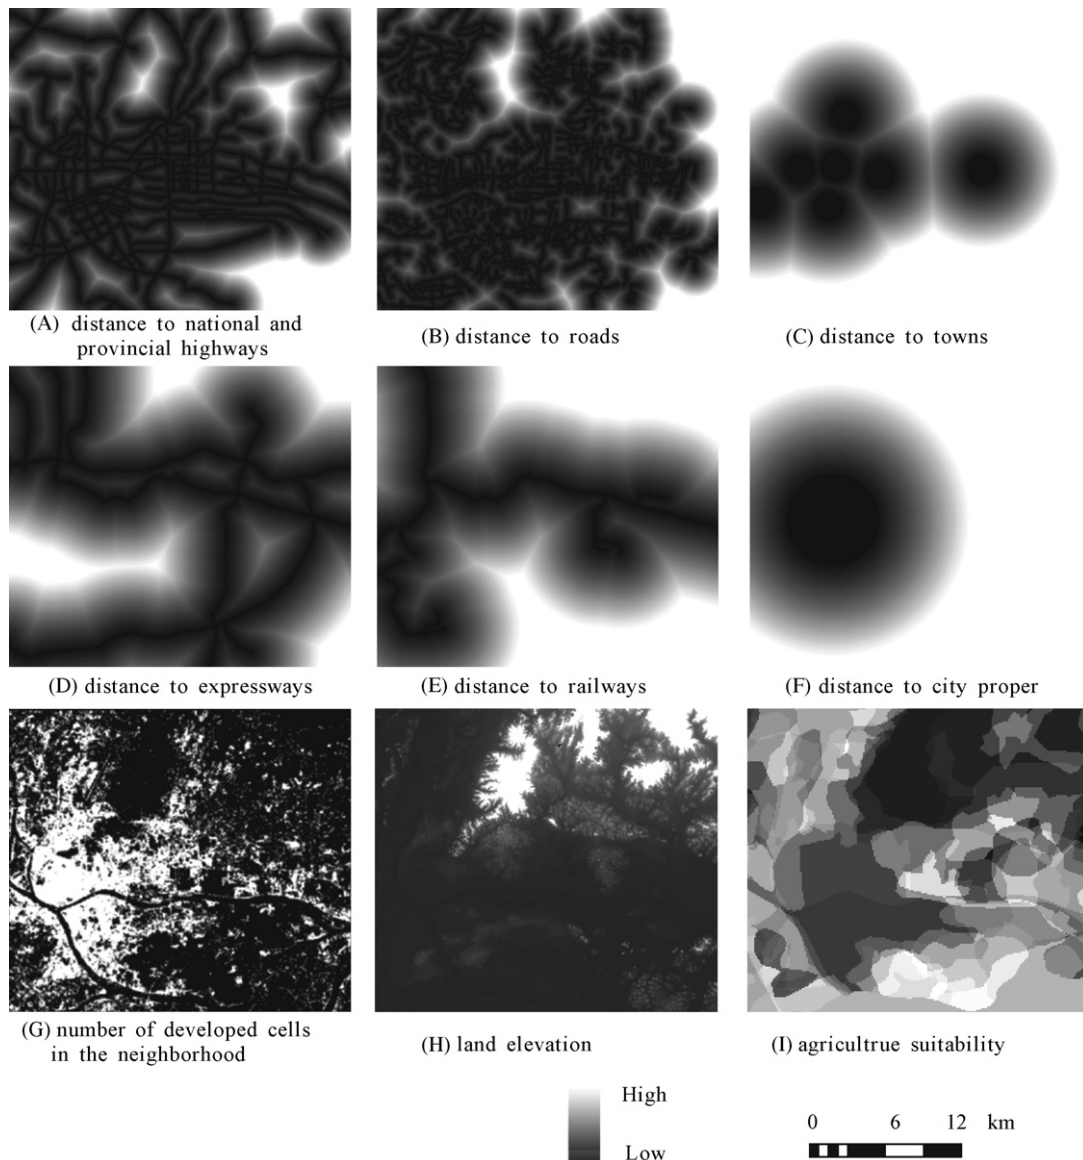 (A) distance to national and
provincial highways
(B) distance to roads
(C) distance to towns
(D) distance to expressways
(E) distance to railways
(F) distance to city proper
(G) number of developed cells
in the neighborhood
(H) land elevation
(I) agricultrue suitability
High
Low
0 6 12 km